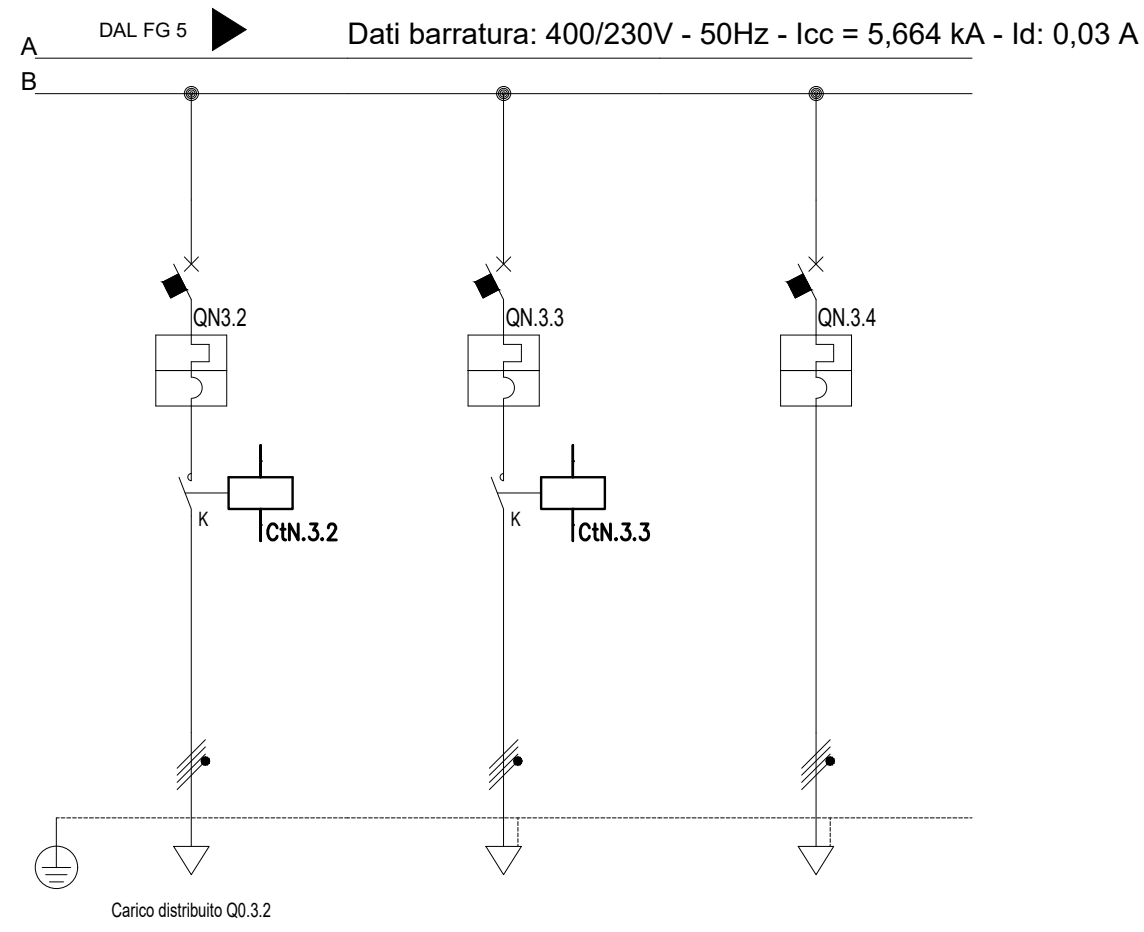 DAL FG 5
Dati barratura: 400/230V - 50Hz - Icc = 5,664 kA - Id: 0,03 A
A
B
QN3.2
QN.3.3
QN.3.4
K
CtN.3.2
K
CtN.3.3
Carico distribuito Q0.3.2